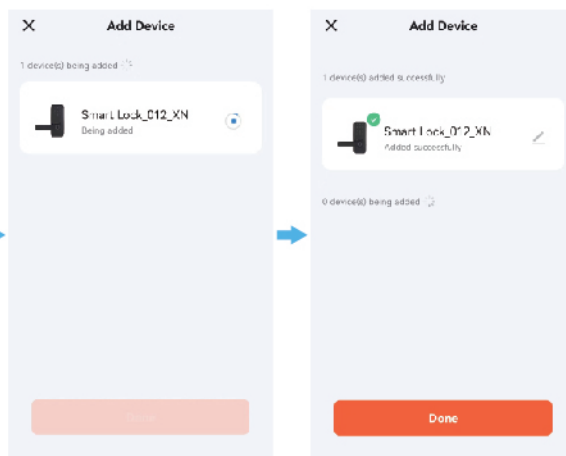 Add Device
1 device(s) being added
Smart Lock_012_XN
Being added
Done
Add Device
1 device(s) added successfully
Smart Lock_012_XN
Added successfully
0 device(s) being added
Done